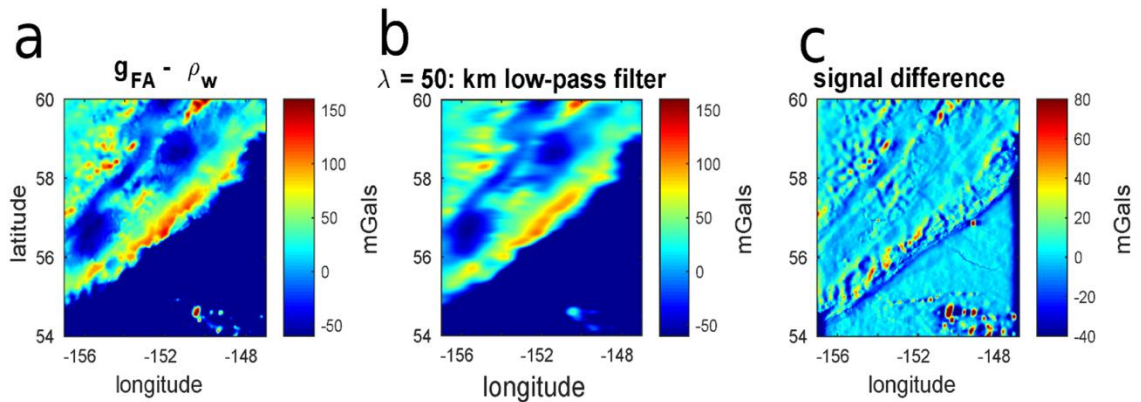 a
g_FA - ρ_w
latitude
60
58
56
54
-156
-152
-148
longitude
150
100
50
0
-50
mGals
b
λ = 50: km low-pass filter
60
58
56
54
-156
-152
-148
longitude
150
100
50
0
-50
mGals
c
signal difference
60
58
56
54
-156
-152
-148
longitude
80
60
40
20
0
-20
-40
mGals